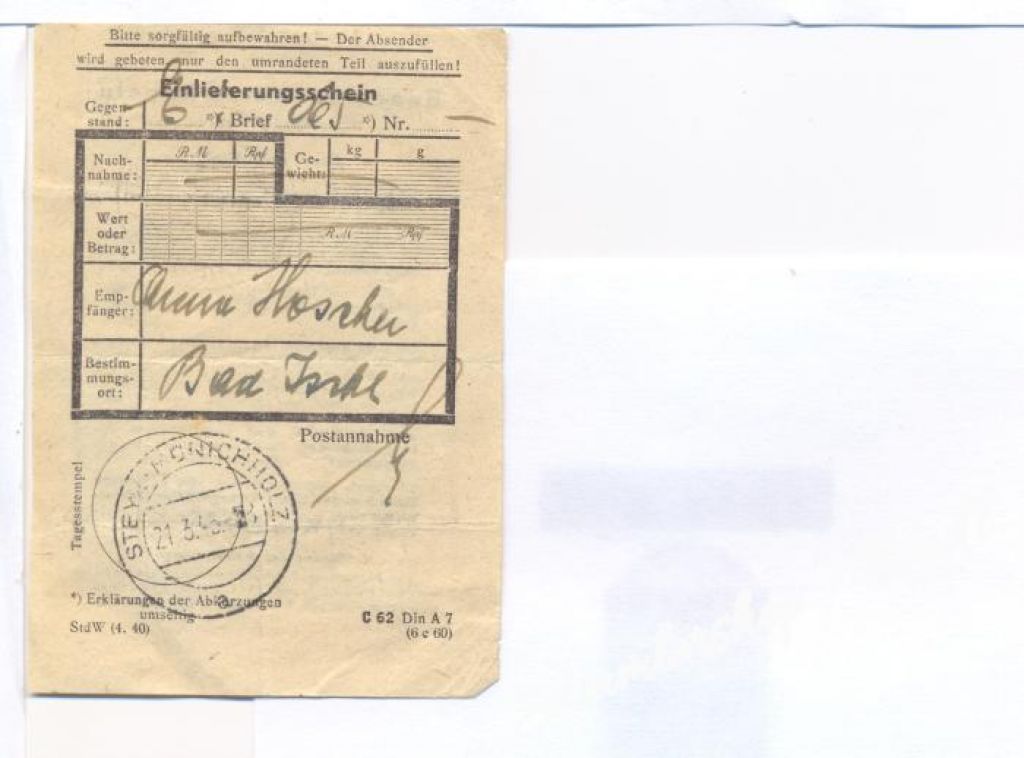 Bitte sorgfältig aufbewahren! — Der Absender
wird gebeten nur den umrandeten Teil auszufüllen!
Einlieferungsschein
Gegen-
stand: E *) Brief *) Nr. —
Nach-
nahme: RM Rpf Ge-
wicht: kg g
Wert
oder
Betrag: RM Rpf
Emp-
fänger: Anna
Bestim-
mungs-
ort: Bad Ischl
Postannahme
Tagesstempel
STEYR-MÜNICHHOLZ
21.3.
a
*) Erklärungen der Abkürzungen
umseitig
StdW (4. 40)
C 62 Din A 7
(6 c 60)